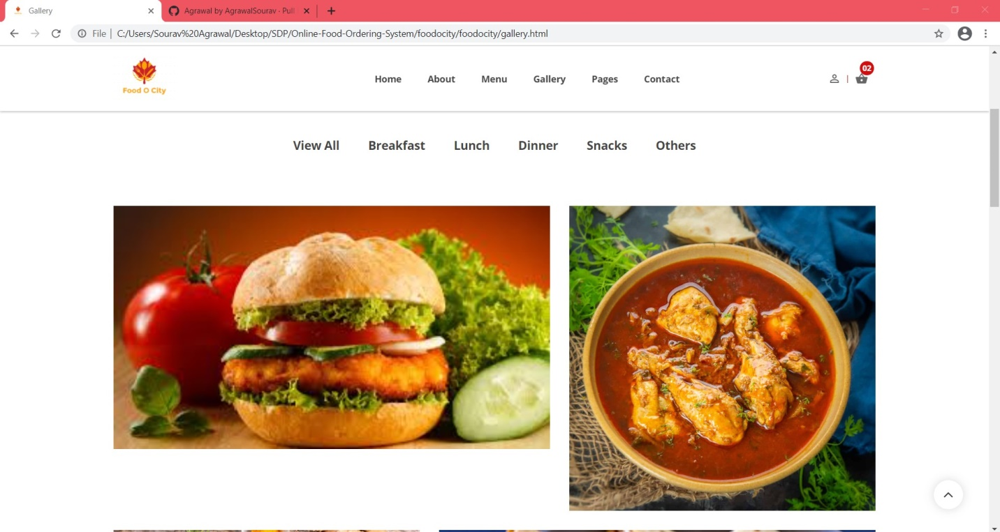 Gallery
Agrawal by AgrawalSourav · Pull
File | C:/Users/Sourav%20Agrawal/Desktop/SDP/Online-Food-Ordering-System/foodocity/foodocity/gallery.html
Food O City
Home About Menu Gallery Pages Contact
02
View All Breakfast Lunch Dinner Snacks Others